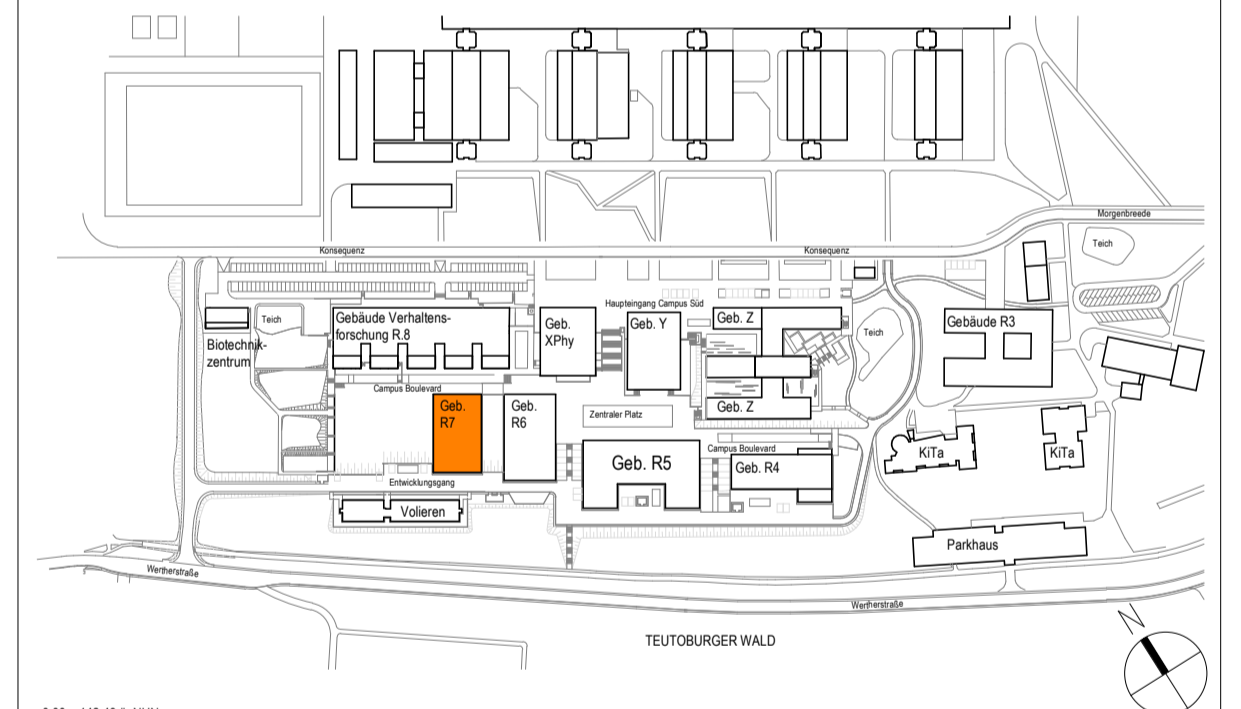 Morgenbreede
Teich
Konsequenz
Konsequenz
Haupteingang Campus Süd
Teich
Gebäude Verhaltens-
forschung R.8
Geb.
XPhy
Geb. Y
Geb. Z
Teich
Gebäude R3
Biotechnik-
zentrum
Campus Boulevard
Geb.
R7
Geb.
R6
Zentraler Platz
Geb. Z
Campus Boulevard
Geb. R5
Geb. R4
KiTa
KiTa
Entwicklungsgang
Volieren
Parkhaus
Wertherstraße
Wertherstraße
TEUTOBURGER WALD
N